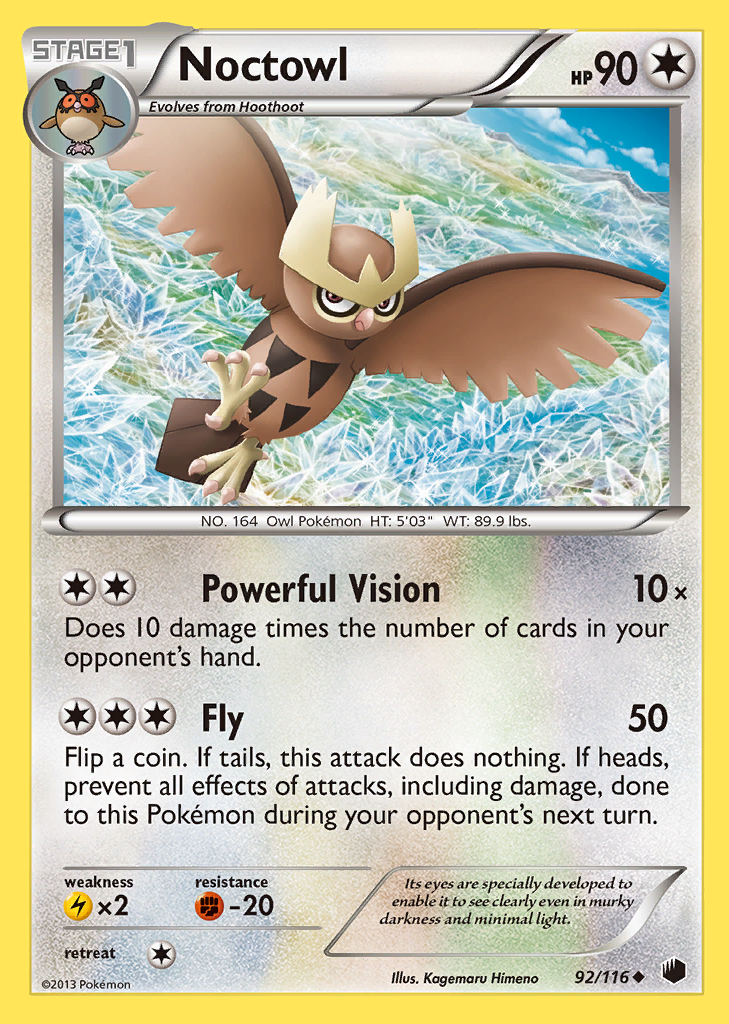 STAGE1
Noctowl
HP 90
Evolves from Hoothoot
NO. 164 Owl Pokémon HT: 5'03" WT: 89.9 lbs.
Powerful Vision 10×
Does 10 damage times the number of cards in your
opponent's hand.
Fly 50
Flip a coin. If tails, this attack does nothing. If heads,
prevent all effects of attacks, including damage, done
to this Pokémon during your opponent's next turn.
weakness resistance
×2 -20
retreat
Its eyes are specially developed to
enable it to see clearly even in murky
darkness and minimal light.
©2013 Pokémon Illus. Kagemaru Himeno 92/116